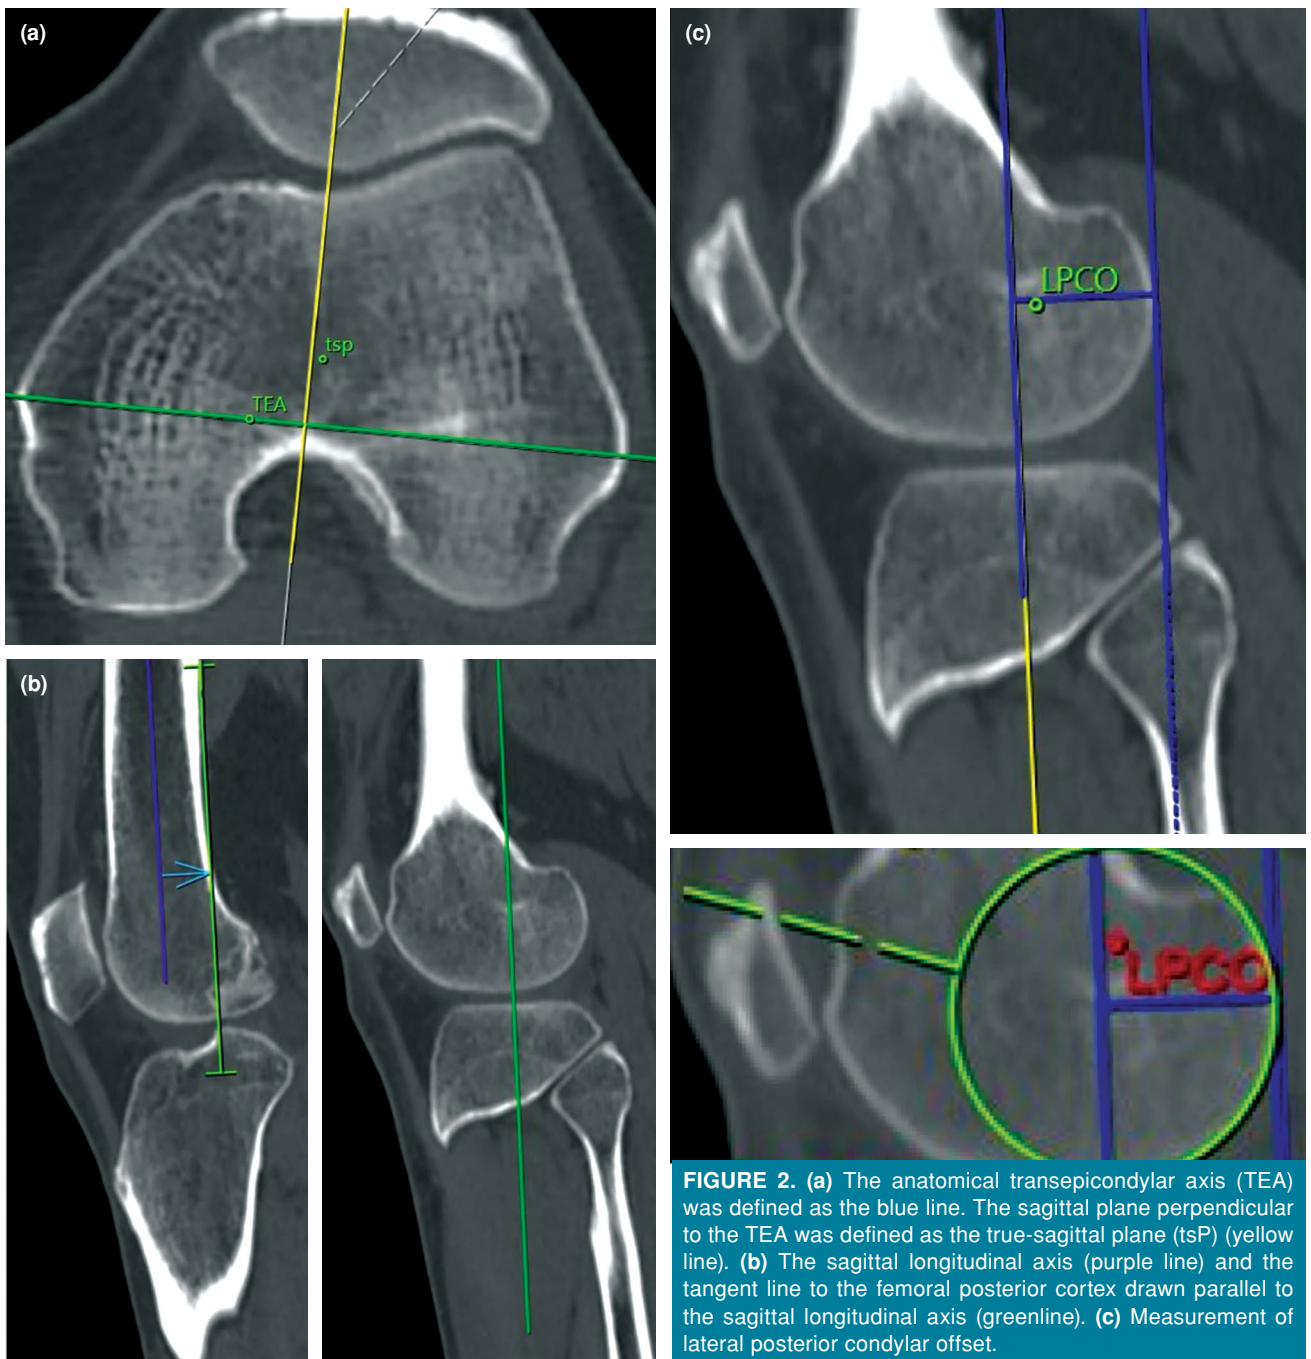 (a)
tsp
TEA
(b)
(c)
LPCO
LPCO
FIGURE 2. (a) The anatomical transepicondylar axis (TEA)
was defined as the blue line. The sagittal plane perpendicular
to the TEA was defined as the true-sagittal plane (tsP) (yellow
line). (b) The sagittal longitudinal axis (purple line) and the
tangent line to the femoral posterior cortex drawn parallel to
the sagittal longitudinal axis (greenline). (c) Measurement of
lateral posterior condylar offset.